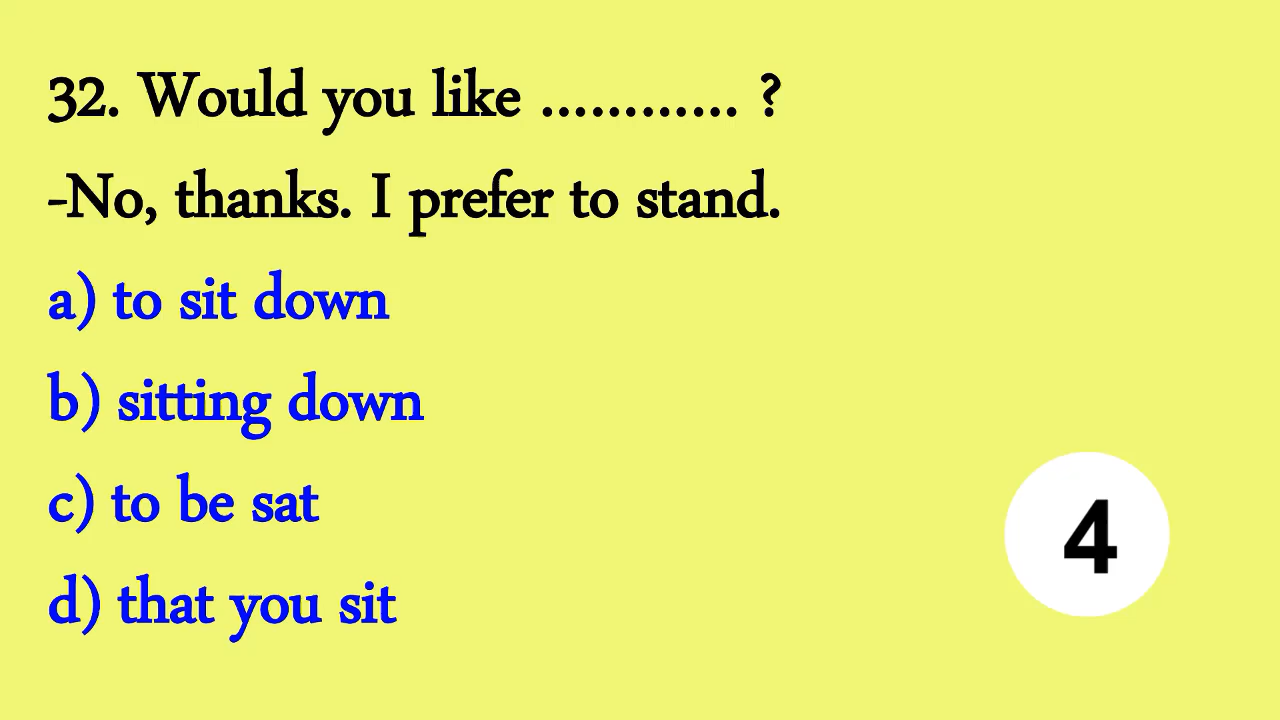 32. Would you like ............ ?
-No, thanks. I prefer to stand.
a) to sit down
b) sitting down
c) to be sat
d) that you sit
4